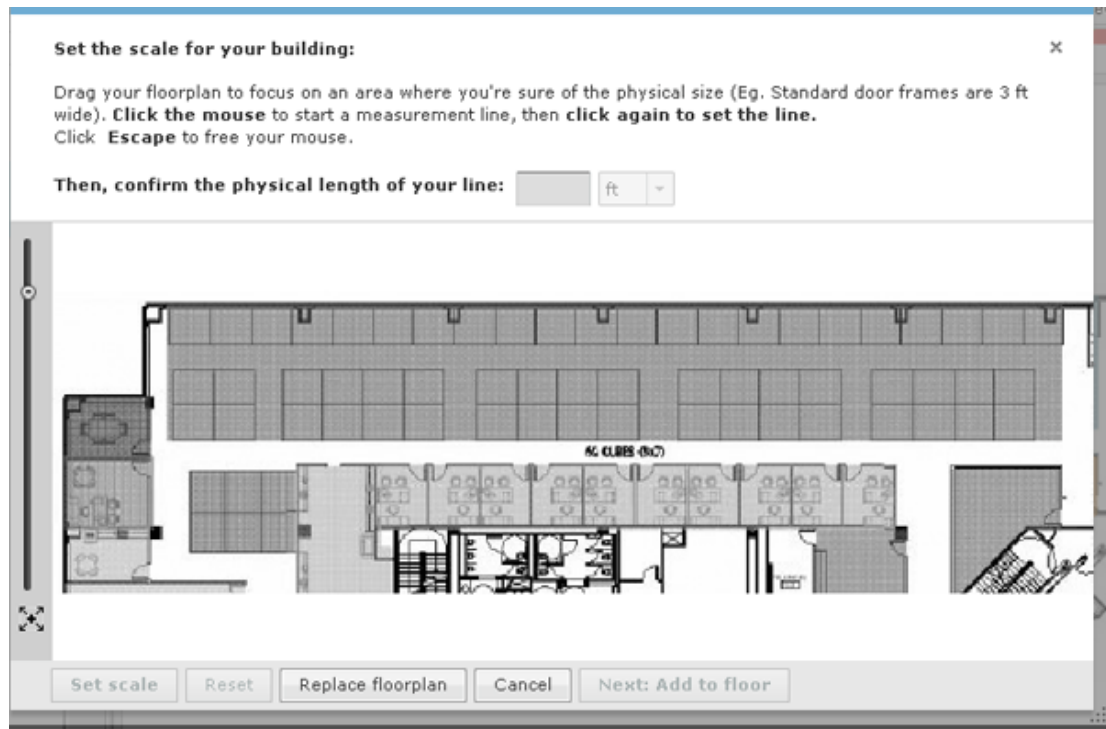 Set the scale for your building:
Drag your floorplan to focus on an area where you're sure of the physical size (Eg. Standard door frames are 3 ft
wide). Click the mouse to start a measurement line, then click again to set the line.
Click Escape to free your mouse.
Then, confirm the physical length of your line: ft
CUBES
Set scale Reset Replace floorplan Cancel Next: Add to floor